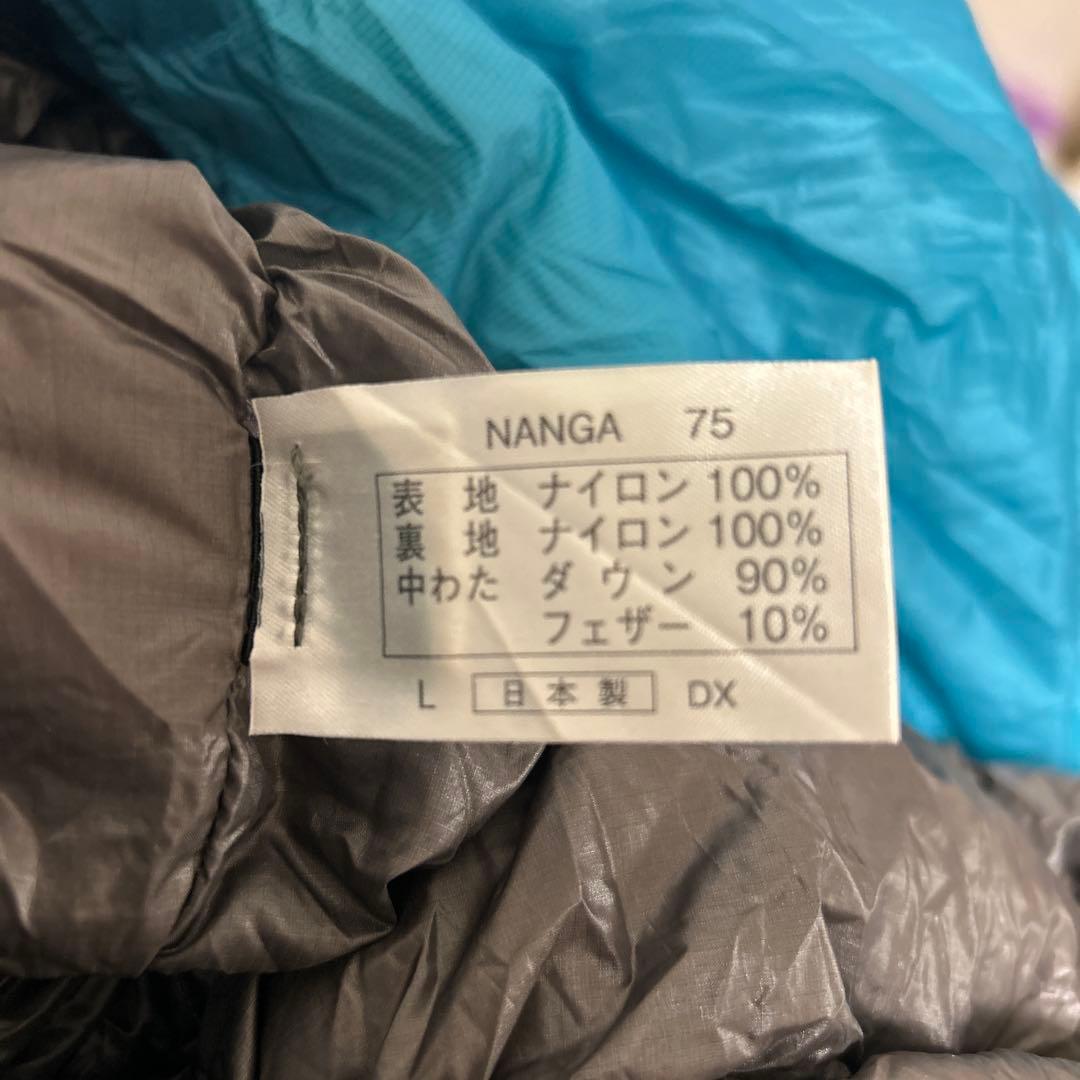 NANGA 75
表 地 ナイロン 100%
裏 地 ナイロン 100%
中わた ダウン 90%
フェザー 10%
L 日本製 DX